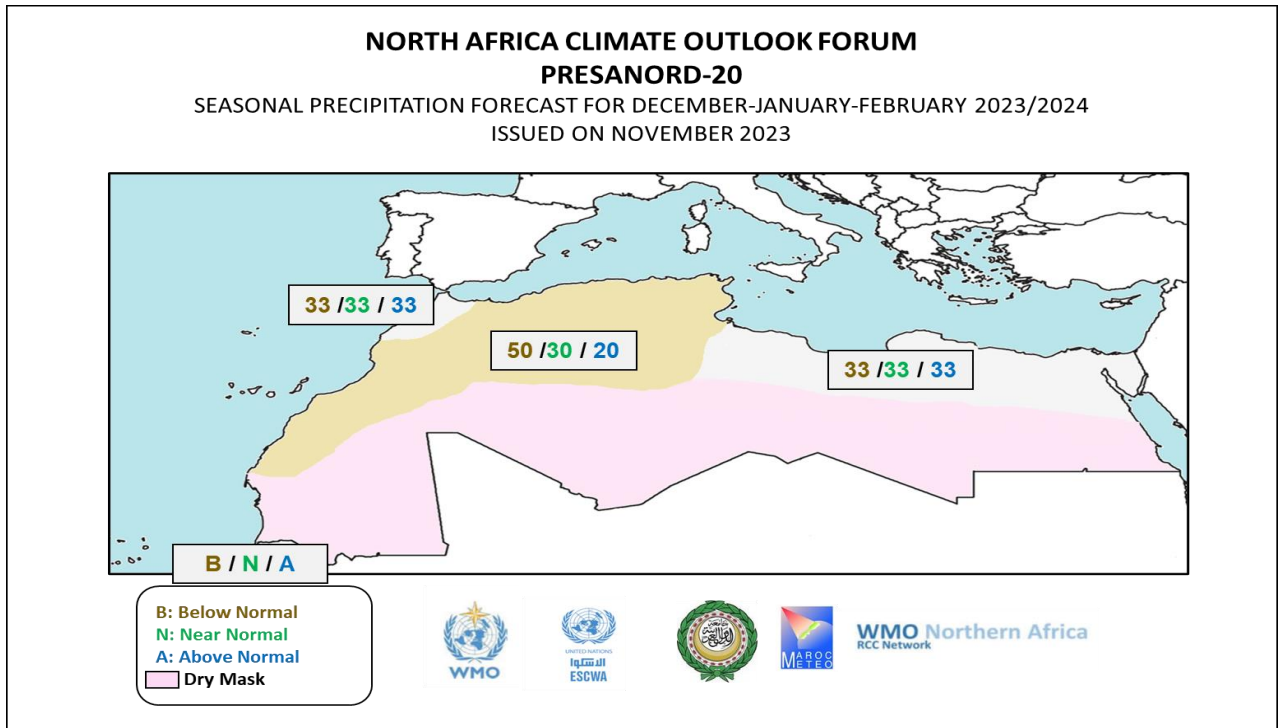 NORTH AFRICA CLIMATE OUTLOOK FORUM
PRESANORD-20
SEASONAL PRECIPITATION FORECAST FOR DECEMBER-JANUARY-FEBRUARY 2023/2024
ISSUED ON NOVEMBER 2023
33 /33 / 33
50 /30 / 20
33 /33 / 33
B / N / A
B: Below Normal
N: Near Normal
A: Above Normal
Dry Mask
WMO
UNITED NATIONS
الاسكوا
ESCWA
MAROC
METEO
WMO Northern Africa
RCC Network